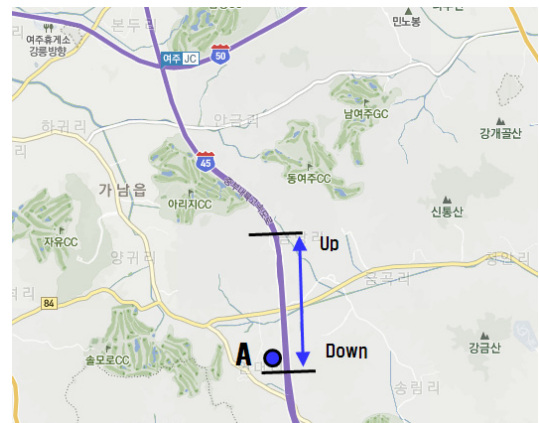 본두리
여주휴게소
강릉방향
민노봉
여주 JC
50
하귀리
안금리
남여주GC
강개골산
45
동여주CC
가남읍
아리지CC
신통산
자유CC
양귀리
Up
84
솔모로CC
A
Down
강금산
송림리